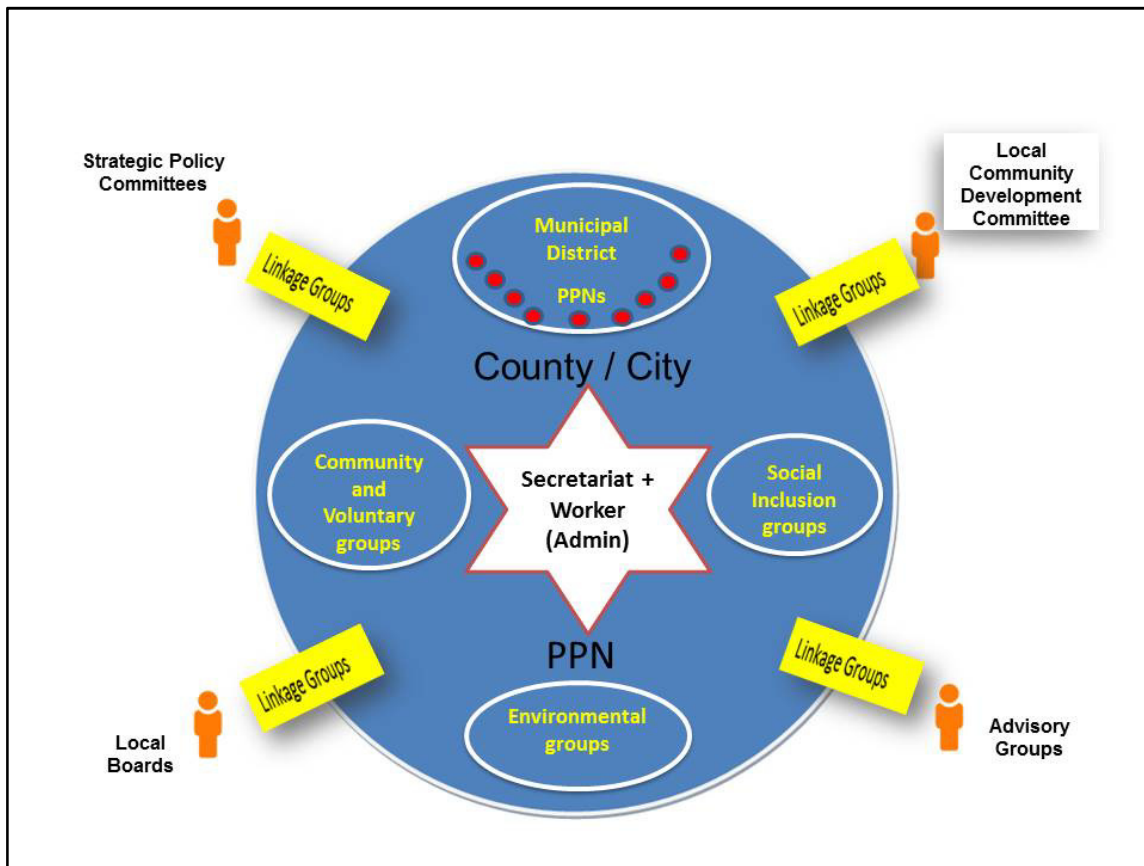 Strategic Policy
Committees
Local
Community
Development
Committee
Linkage Groups
Municipal
District
PPNs
Linkage Groups
County / City
Community
and
Voluntary
groups
Secretariat +
Worker
(Admin)
Social
Inclusion
groups
Linkage Groups
PPN
Linkage Groups
Environmental
groups
Local
Boards
Advisory
Groups